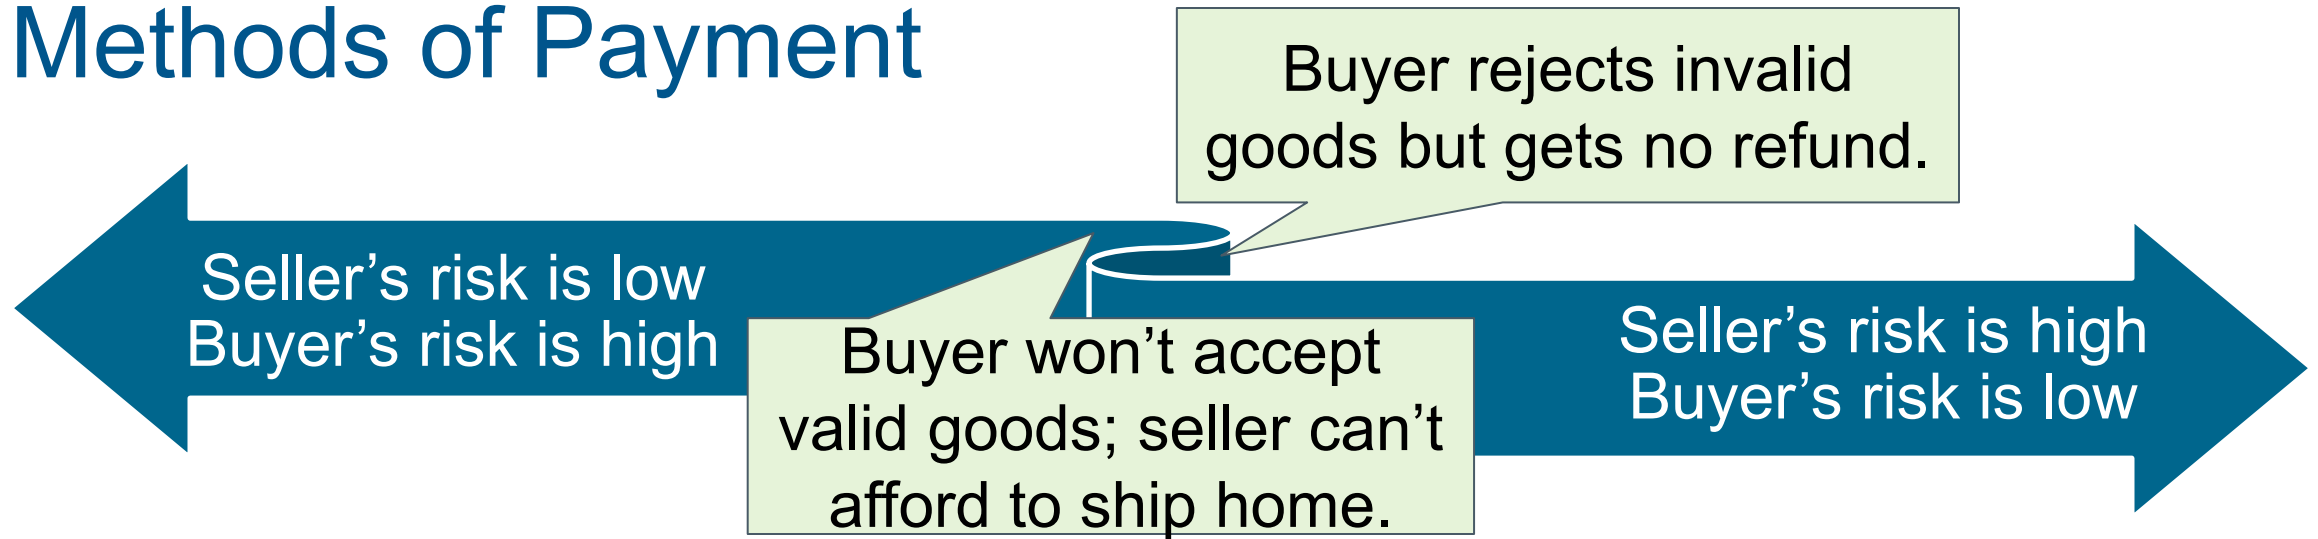 Methods of Payment
Buyer rejects invalid
goods but gets no refund.
Seller’s risk is low
Buyer’s risk is high
Buyer won’t accept
valid goods; seller can’t
afford to ship home.
Seller’s risk is high
Buyer’s risk is low